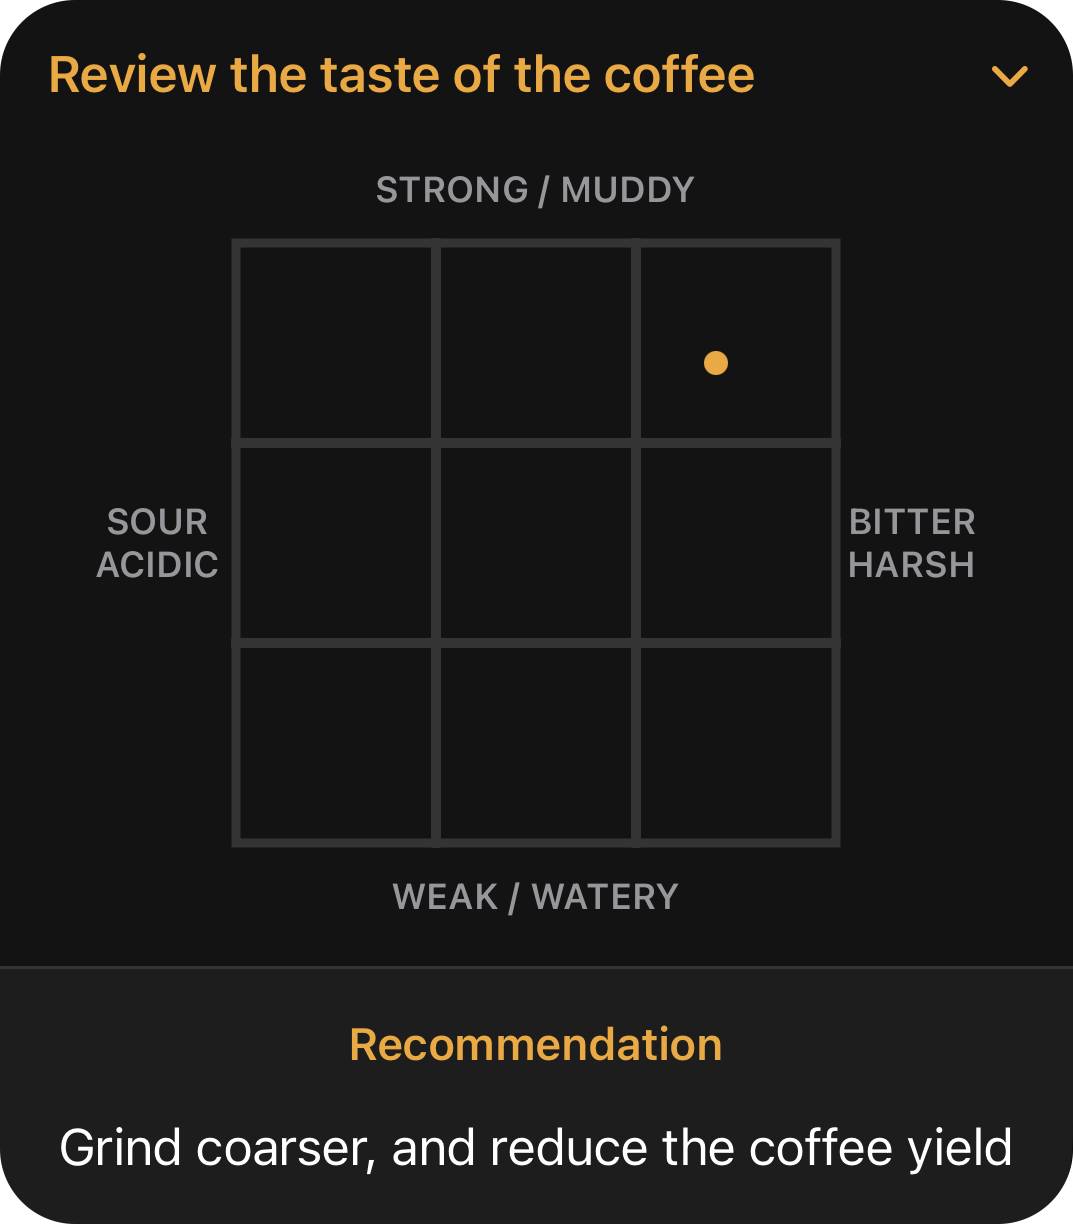 Review the taste of the coffee
STRONG / MUDDY
SOUR
ACIDIC
BITTER
HARSH
WEAK / WATERY
Recommendation
Grind coarser, and reduce the coffee yield